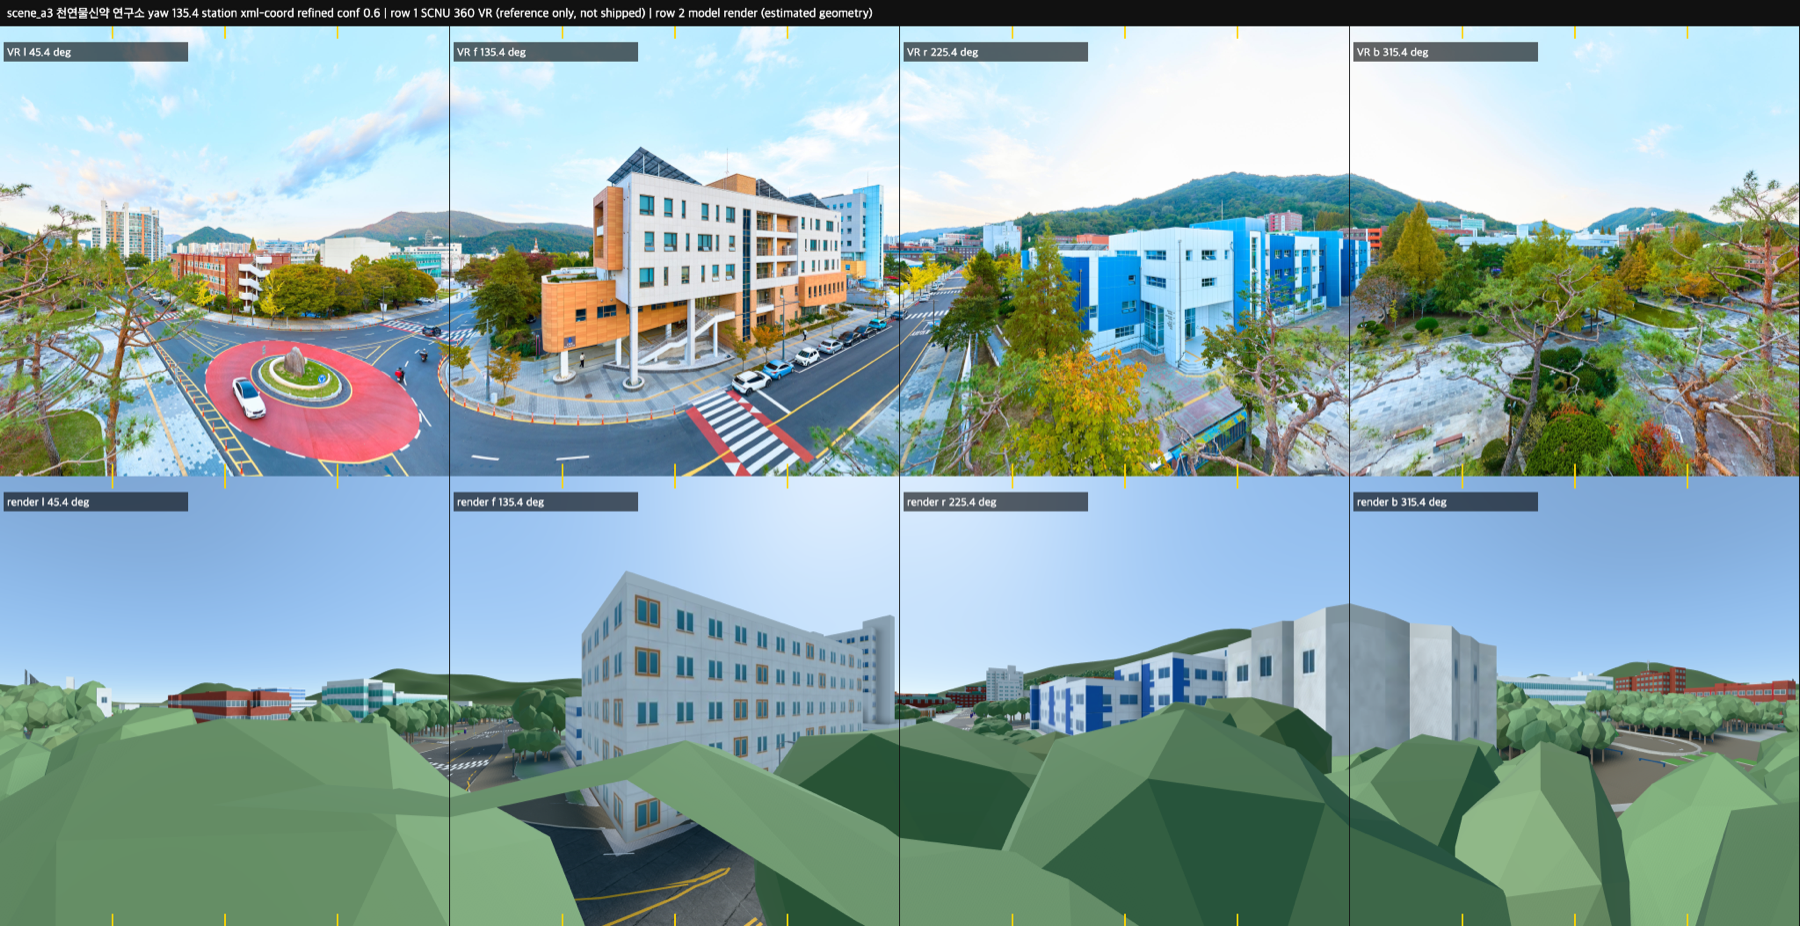 scene_a3 천연물신약 연구소 yaw 135.4 station xml-coord refined conf 0.6 | row 1 SCNU 360 VR (reference only, not shipped) | row 2 model render (estimated geometry)
VR l 45.4 deg
VR f 135.4 deg
VR r 225.4 deg
VR b 315.4 deg
render l 45.4 deg
render f 135.4 deg
render r 225.4 deg
render b 315.4 deg